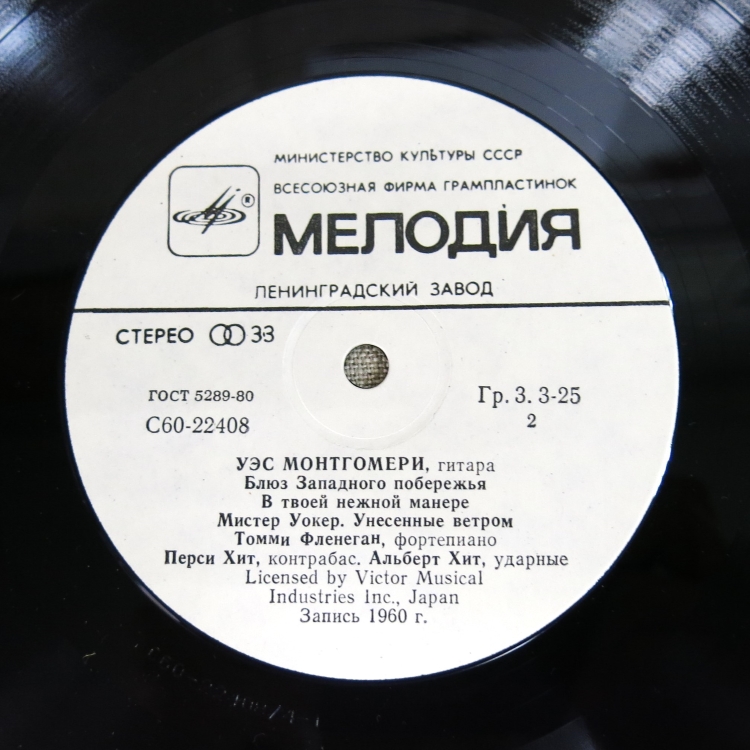 МИНИСТЕРСТВО КУЛЬТУРЫ СССР
ВСЕСОЮЗНАЯ ФИРМА ГРАМПЛАСТИНОК
®
МЕЛОДИЯ
ЛЕНИНГРАДСКИЙ ЗАВОД
СТЕРЕО 33
ГОСТ 5289-80
Гр. 3. 3-25
С60-22408
2
УЭС МОНТГОМЕРИ, гитара
Блюз Западного побережья
В твоей нежной манере
Мистер Уокер. Унесенные ветром
Томми Фленеган, фортепиано
Перси Хит, контрабас. Альберт Хит, ударные
Licensed by Victor Musical
Industries Inc., Japan
Запись 1960 г.